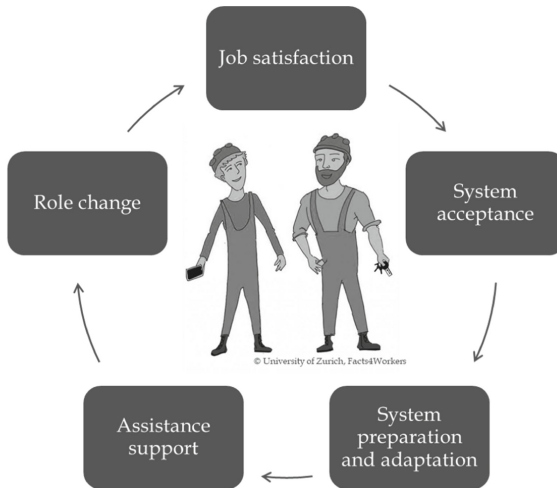 Job satisfaction
Role change
System
acceptance
© University of Zurich, Facts4Workers
Assistance
support
System
preparation
and adaptation